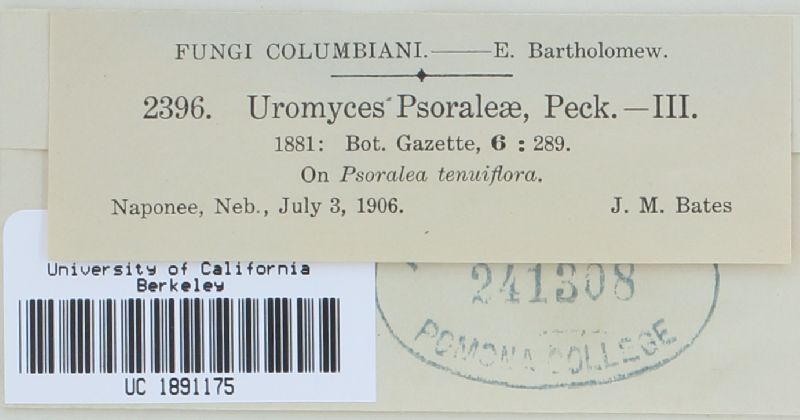 FUNGI COLUMBIANI.——E. Bartholomew.
2396. Uromyces Psoraleæ, Peck.—III.
1881: Bot. Gazette, 6 : 289.
On Psoralea tenuiflora.
Naponee, Neb., July 3, 1906. J. M. Bates
University of California
Berkeley
UC 1891175
241308
POMONA COLLEGE